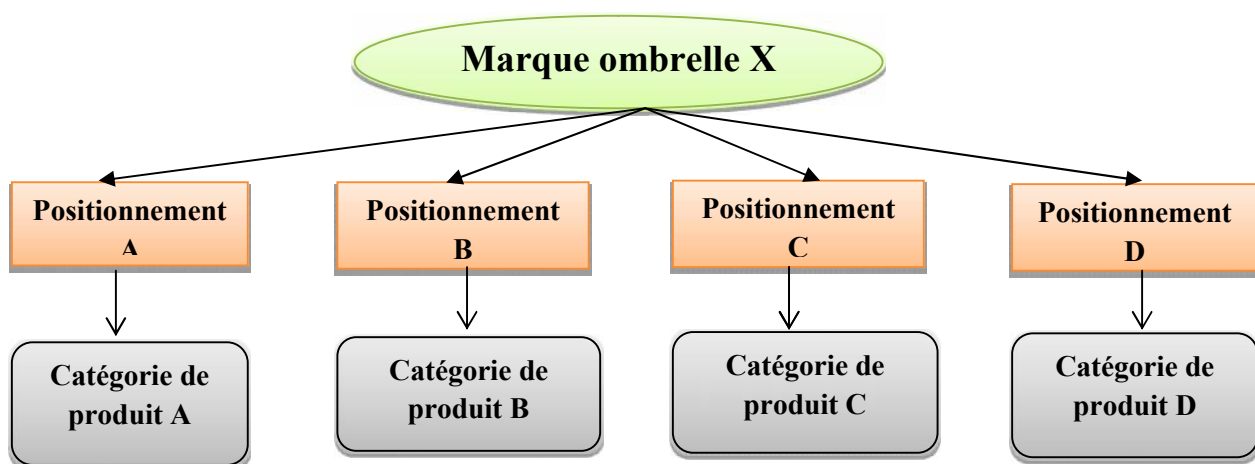 Marque ombrelle X
Positionnement
A
Positionnement
B
Positionnement
C
Positionnement
D
Catégorie de
produit A
Catégorie de
produit B
Catégorie de
produit C
Catégorie de
produit D